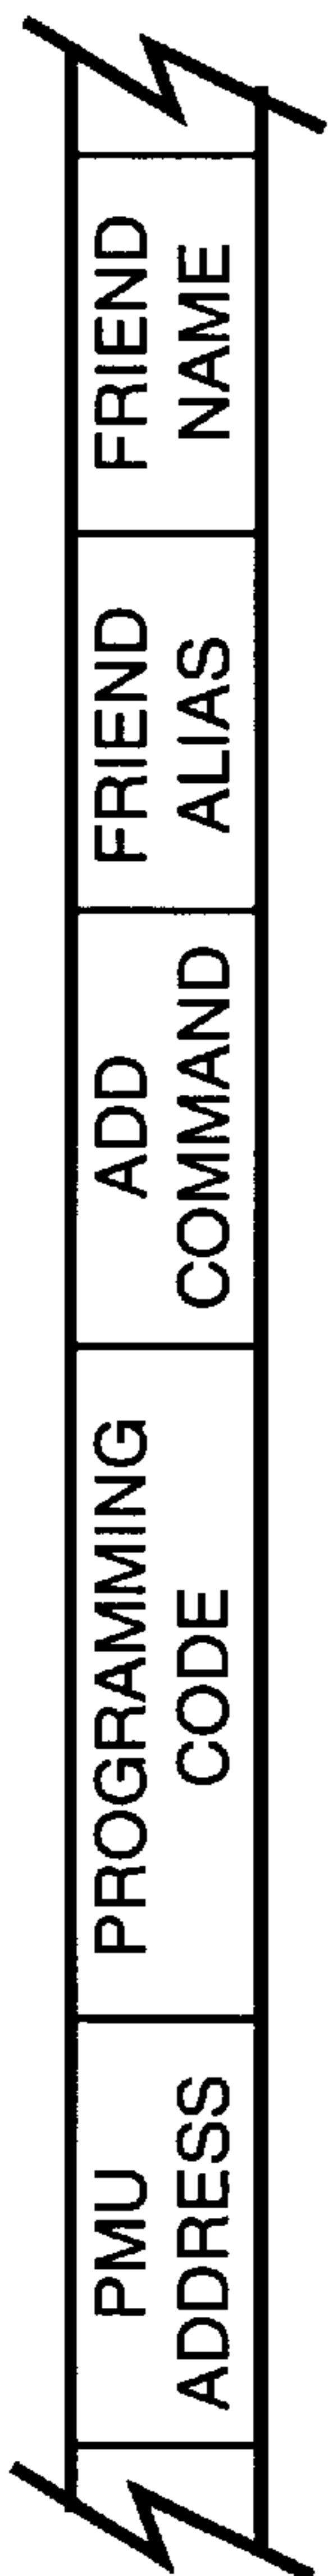 PMU
ADDRESS
PROGRAMMING
CODE
ADD
COMMAND
FRIEND
ALIAS
FRIEND
NAME